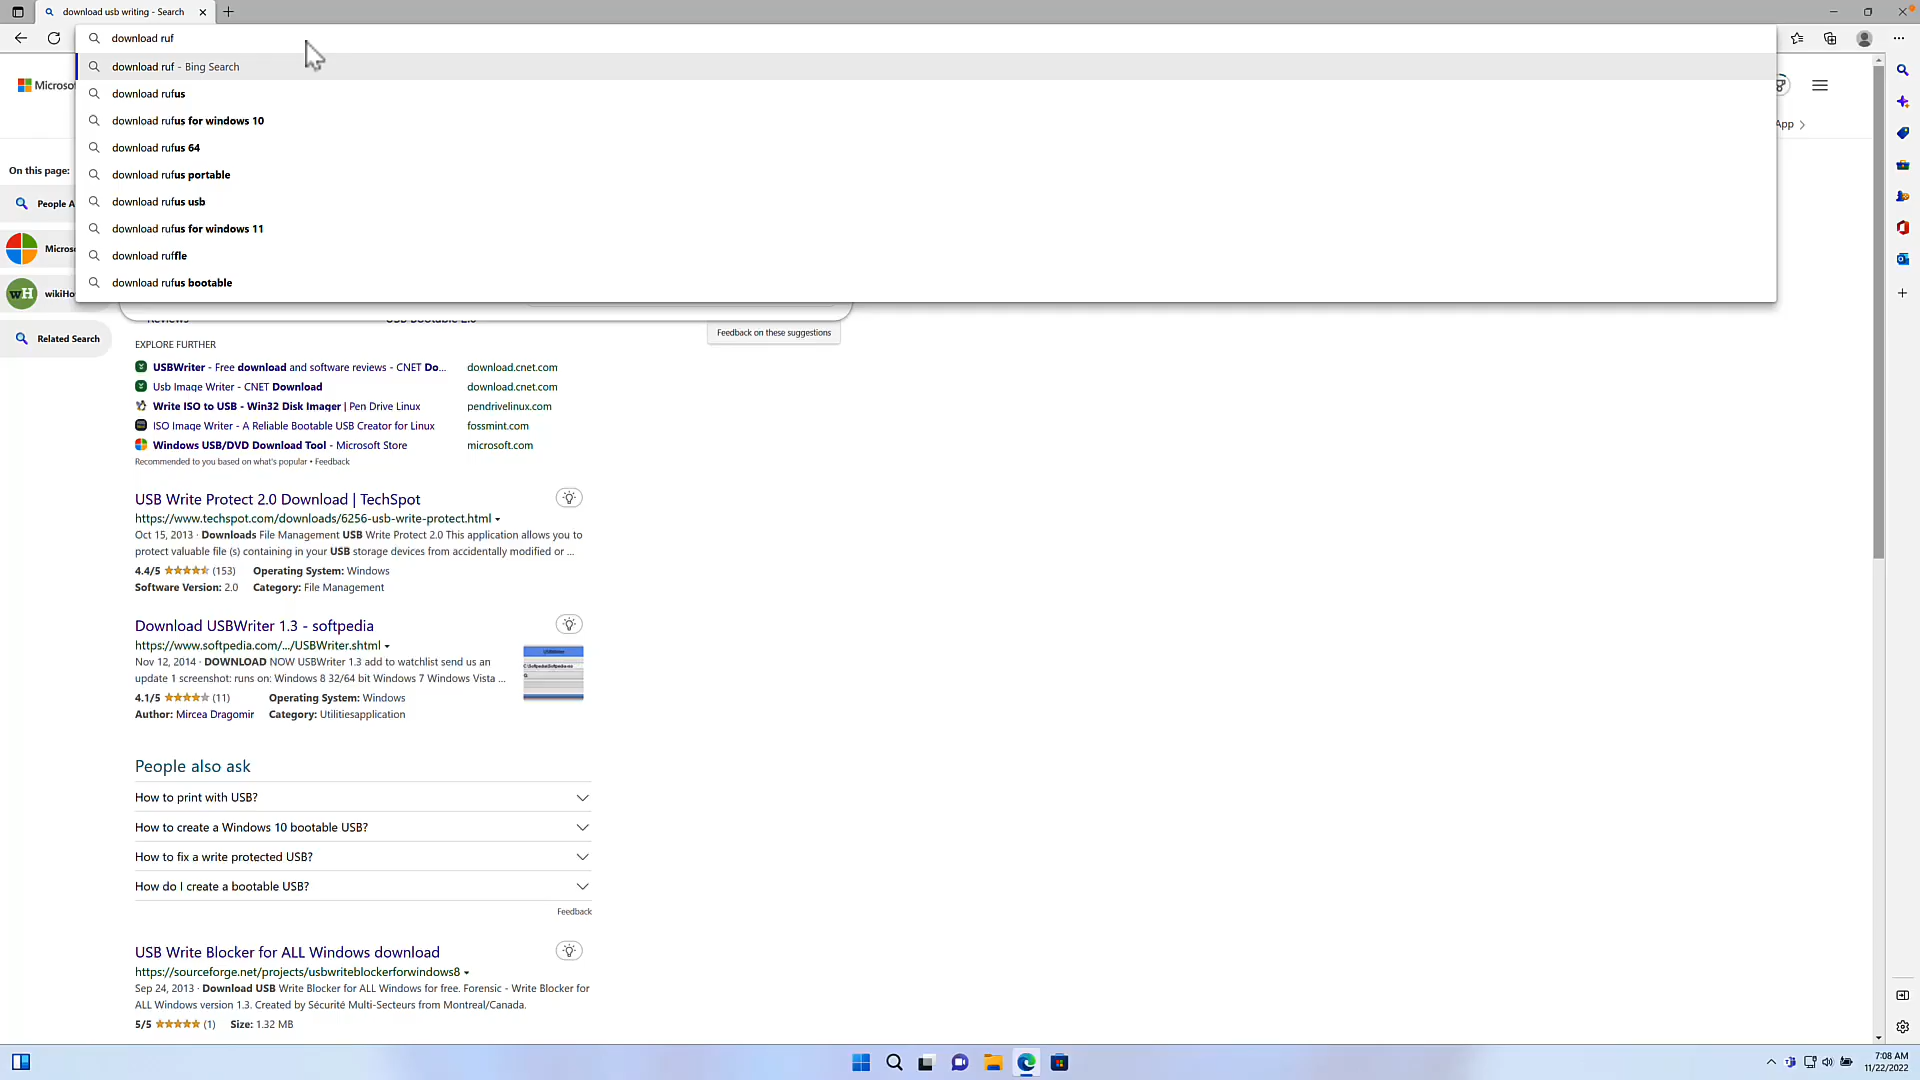 download usb writing - Search
download ruf
download ruf - Bing Search
download rufus
download rufus for windows 10
download rufus 64
download rufus portable
download rufus usb
download rufus for windows 11
download ruffle
download rufus bootable
App
On this page:
Related Search
Feedback on these suggestions
EXPLORE FURTHER
USBWriter - Free download and software reviews - CNET Do... download.cnet.com
Usb Image Writer - CNET Download download.cnet.com
Write ISO to USB - Win32 Disk Imager | Pen Drive Linux pendrivelinux.com
ISO Image Writer - A Reliable Bootable USB Creator for Linux fossmint.com
Windows USB/DVD Download Tool - Microsoft Store microsoft.com
Recommended to you based on what's popular • Feedback
USB Write Protect 2.0 Download | TechSpot
https://www.techspot.com/downloads/6256-usb-write-protect.html
Oct 15, 2013 · Downloads File Management USB Write Protect 2.0 This application allows you to
protect valuable file (s) containing in your USB storage devices from accidentally modified or ...
4.4/5 (153) Operating System: Windows
Software Version: 2.0 Category: File Management
Download USBWriter 1.3 - softpedia
https://www.softpedia.com/.../USBWriter.shtml
Nov 12, 2014 · DOWNLOAD NOW USBWriter 1.3 add to watchlist send us an
update 1 screenshot: runs on: Windows 8 32/64 bit Windows 7 Windows Vista ...
4.1/5 (11) Operating System: Windows
Author: Mircea Dragomir Category: Utilitiesapplication
People also ask
How to print with USB?
How to create a Windows 10 bootable USB?
How to fix a write protected USB?
How do I create a bootable USB?
Feedback
USB Write Blocker for ALL Windows download
https://sourceforge.net/projects/usbwriteblockerforwindows8
Sep 24, 2013 · Download USB Write Blocker for ALL Windows for free. Forensic - Write Blocker for
ALL Windows version 1.3. Created by Sécurité Multi-Secteurs from Montreal/Canada.
5/5 (1) Size: 1.32 MB
7:08 AM
11/22/2022